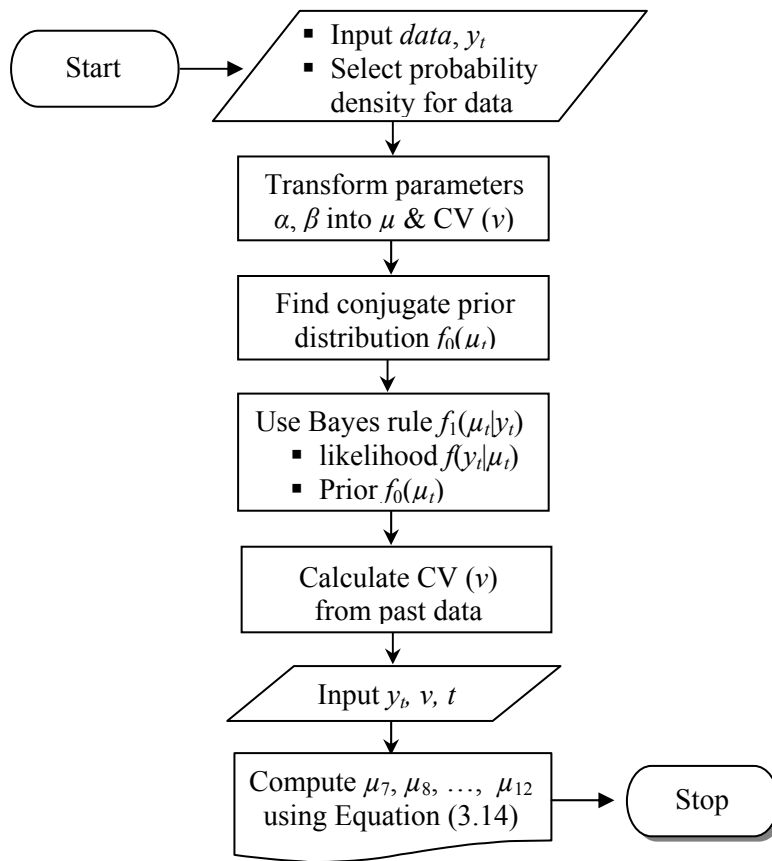 Start
▪ Input data, yₜ
▪ Select probability
density for data
Transform parameters
α, β into μ & CV (v)
Find conjugate prior
distribution f₀(μₜ)
Use Bayes rule f₁(μₜ|yₜ)
▪ likelihood f(yₜ|μₜ)
▪ Prior f₀(μₜ)
Calculate CV (v)
from past data
Input yₜ, v, t
Compute μ₇, μ₈, …, μ₁₂
using Equation (3.14)
Stop